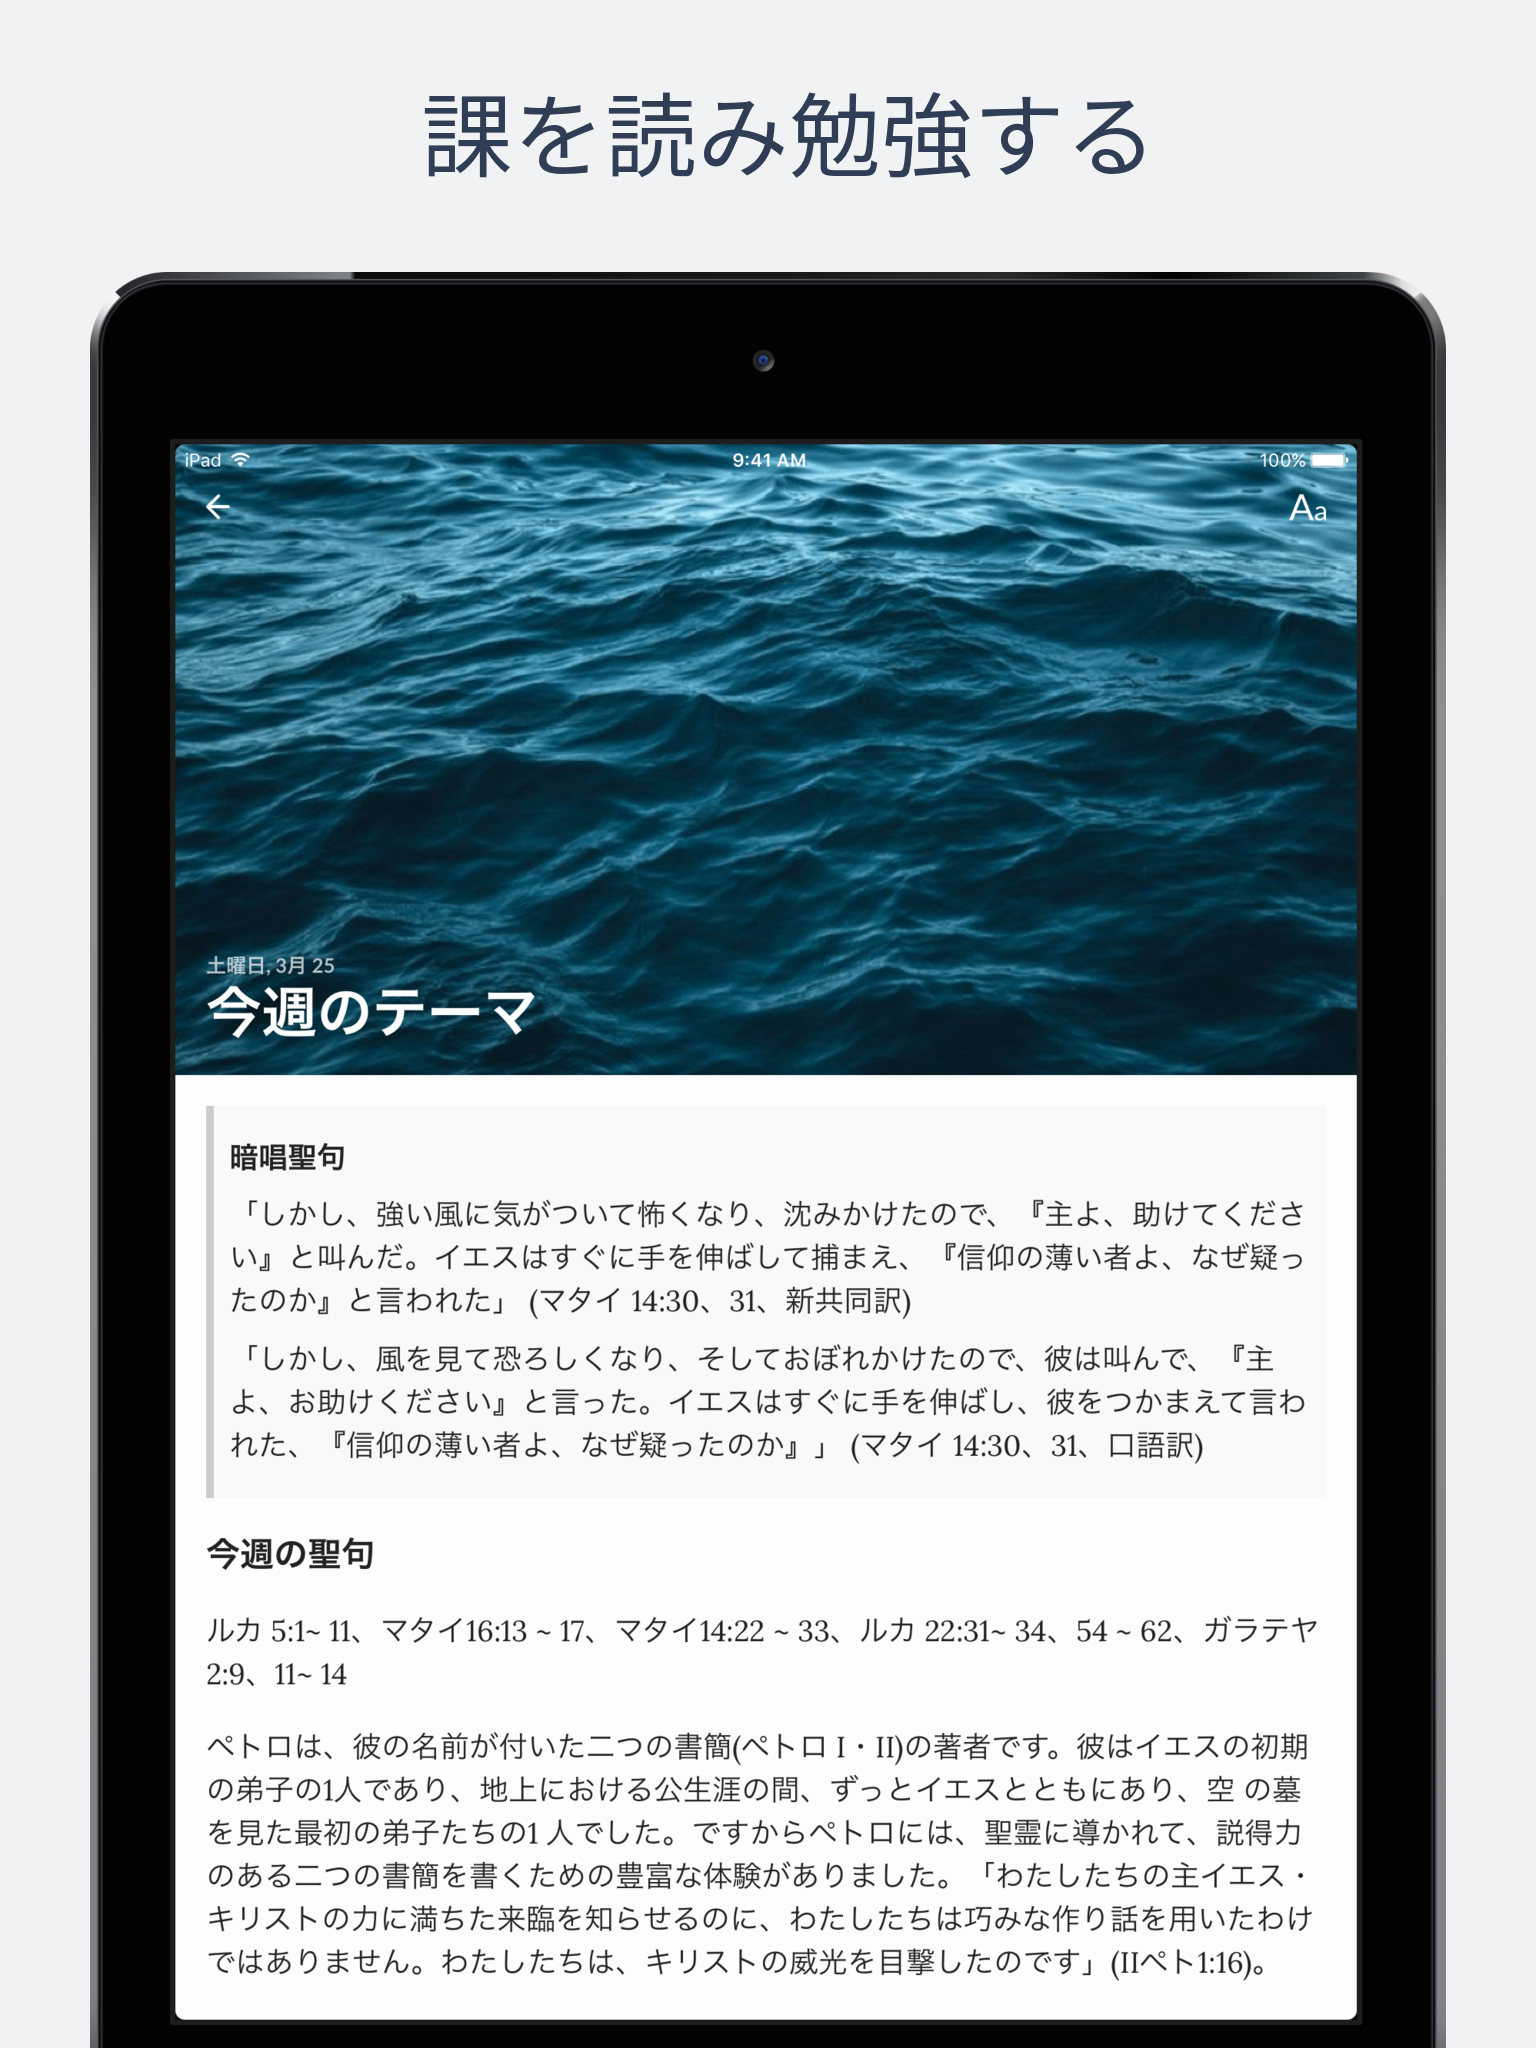 課を読み勉強する
iPad
9:41 AM
100%
Aa
土曜日, 3月 25
今週のテーマ
暗唱聖句
「しかし、強い風に気がついて怖くなり、沈みかけたので、『主よ、助けてくださ
い』と叫んだ。イエスはすぐに手を伸ばして捕まえ、『信仰の薄い者よ、なぜ疑っ
たのか』と言われた」 (マタイ 14:30、31、新共同訳)
「しかし、風を見て恐ろしくなり、そしておぼれかけたので、彼は叫んで、『主
よ、お助けください』と言った。イエスはすぐに手を伸ばし、彼をつかまえて言わ
れた、『信仰の薄い者よ、なぜ疑ったのか』」 (マタイ 14:30、31、口語訳)
今週の聖句
ルカ 5:1~ 11、マタイ16:13 ~ 17、マタイ14:22 ~ 33、ルカ 22:31~ 34、54 ~ 62、ガラテヤ
2:9、11~ 14
ペトロは、彼の名前が付いた二つの書簡(ペトロ I・II)の著者です。彼はイエスの初期
の弟子の1人であり、地上における公生涯の間、ずっとイエスとともにあり、空 の墓
を見た最初の弟子たちの1 人でした。ですからペトロには、聖霊に導かれて、説得力
のある二つの書簡を書くための豊富な体験がありました。「わたしたちの主イエス・
キリストの力に満ちた来臨を知らせるのに、わたしたちは巧みな作り話を用いたわけ
ではありません。わたしたちは、キリストの威光を目撃したのです」(IIペト1:16)。